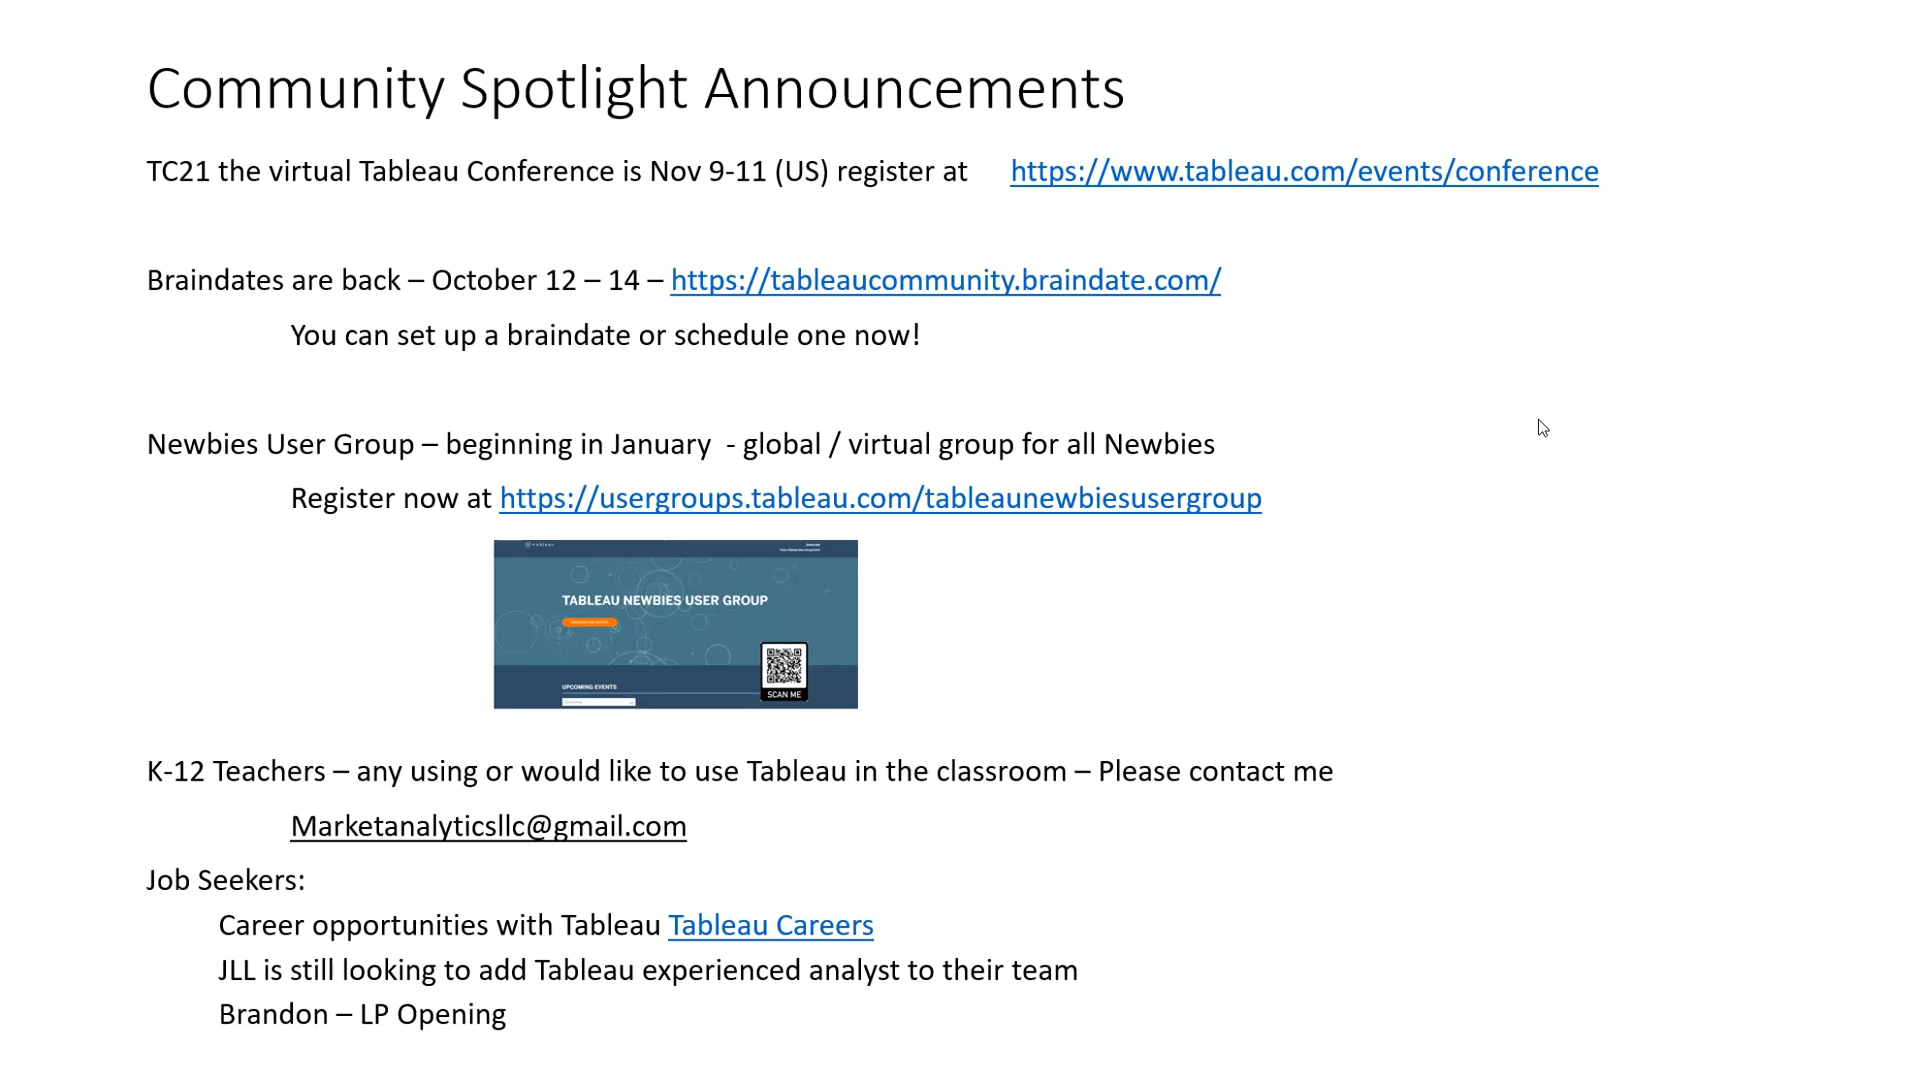 Community Spotlight Announcements
TC21 the virtual Tableau Conference is Nov 9-11 (US) register at https://www.tableau.com/events/conference
Braindates are back – October 12 – 14 – https://tableaucommunity.braindate.com/
You can set up a braindate or schedule one now!
Newbies User Group – beginning in January - global / virtual group for all Newbies
Register now at https://usergroups.tableau.com/tableaunewbiesusergroup
tableau
TABLEAU NEWBIES USER GROUP
UPCOMING EVENTS
SCAN ME
K-12 Teachers – any using or would like to use Tableau in the classroom – Please contact me
Marketanalyticsllc@gmail.com
Job Seekers:
Career opportunities with Tableau Tableau Careers
JLL is still looking to add Tableau experienced analyst to their team
Brandon – LP Opening